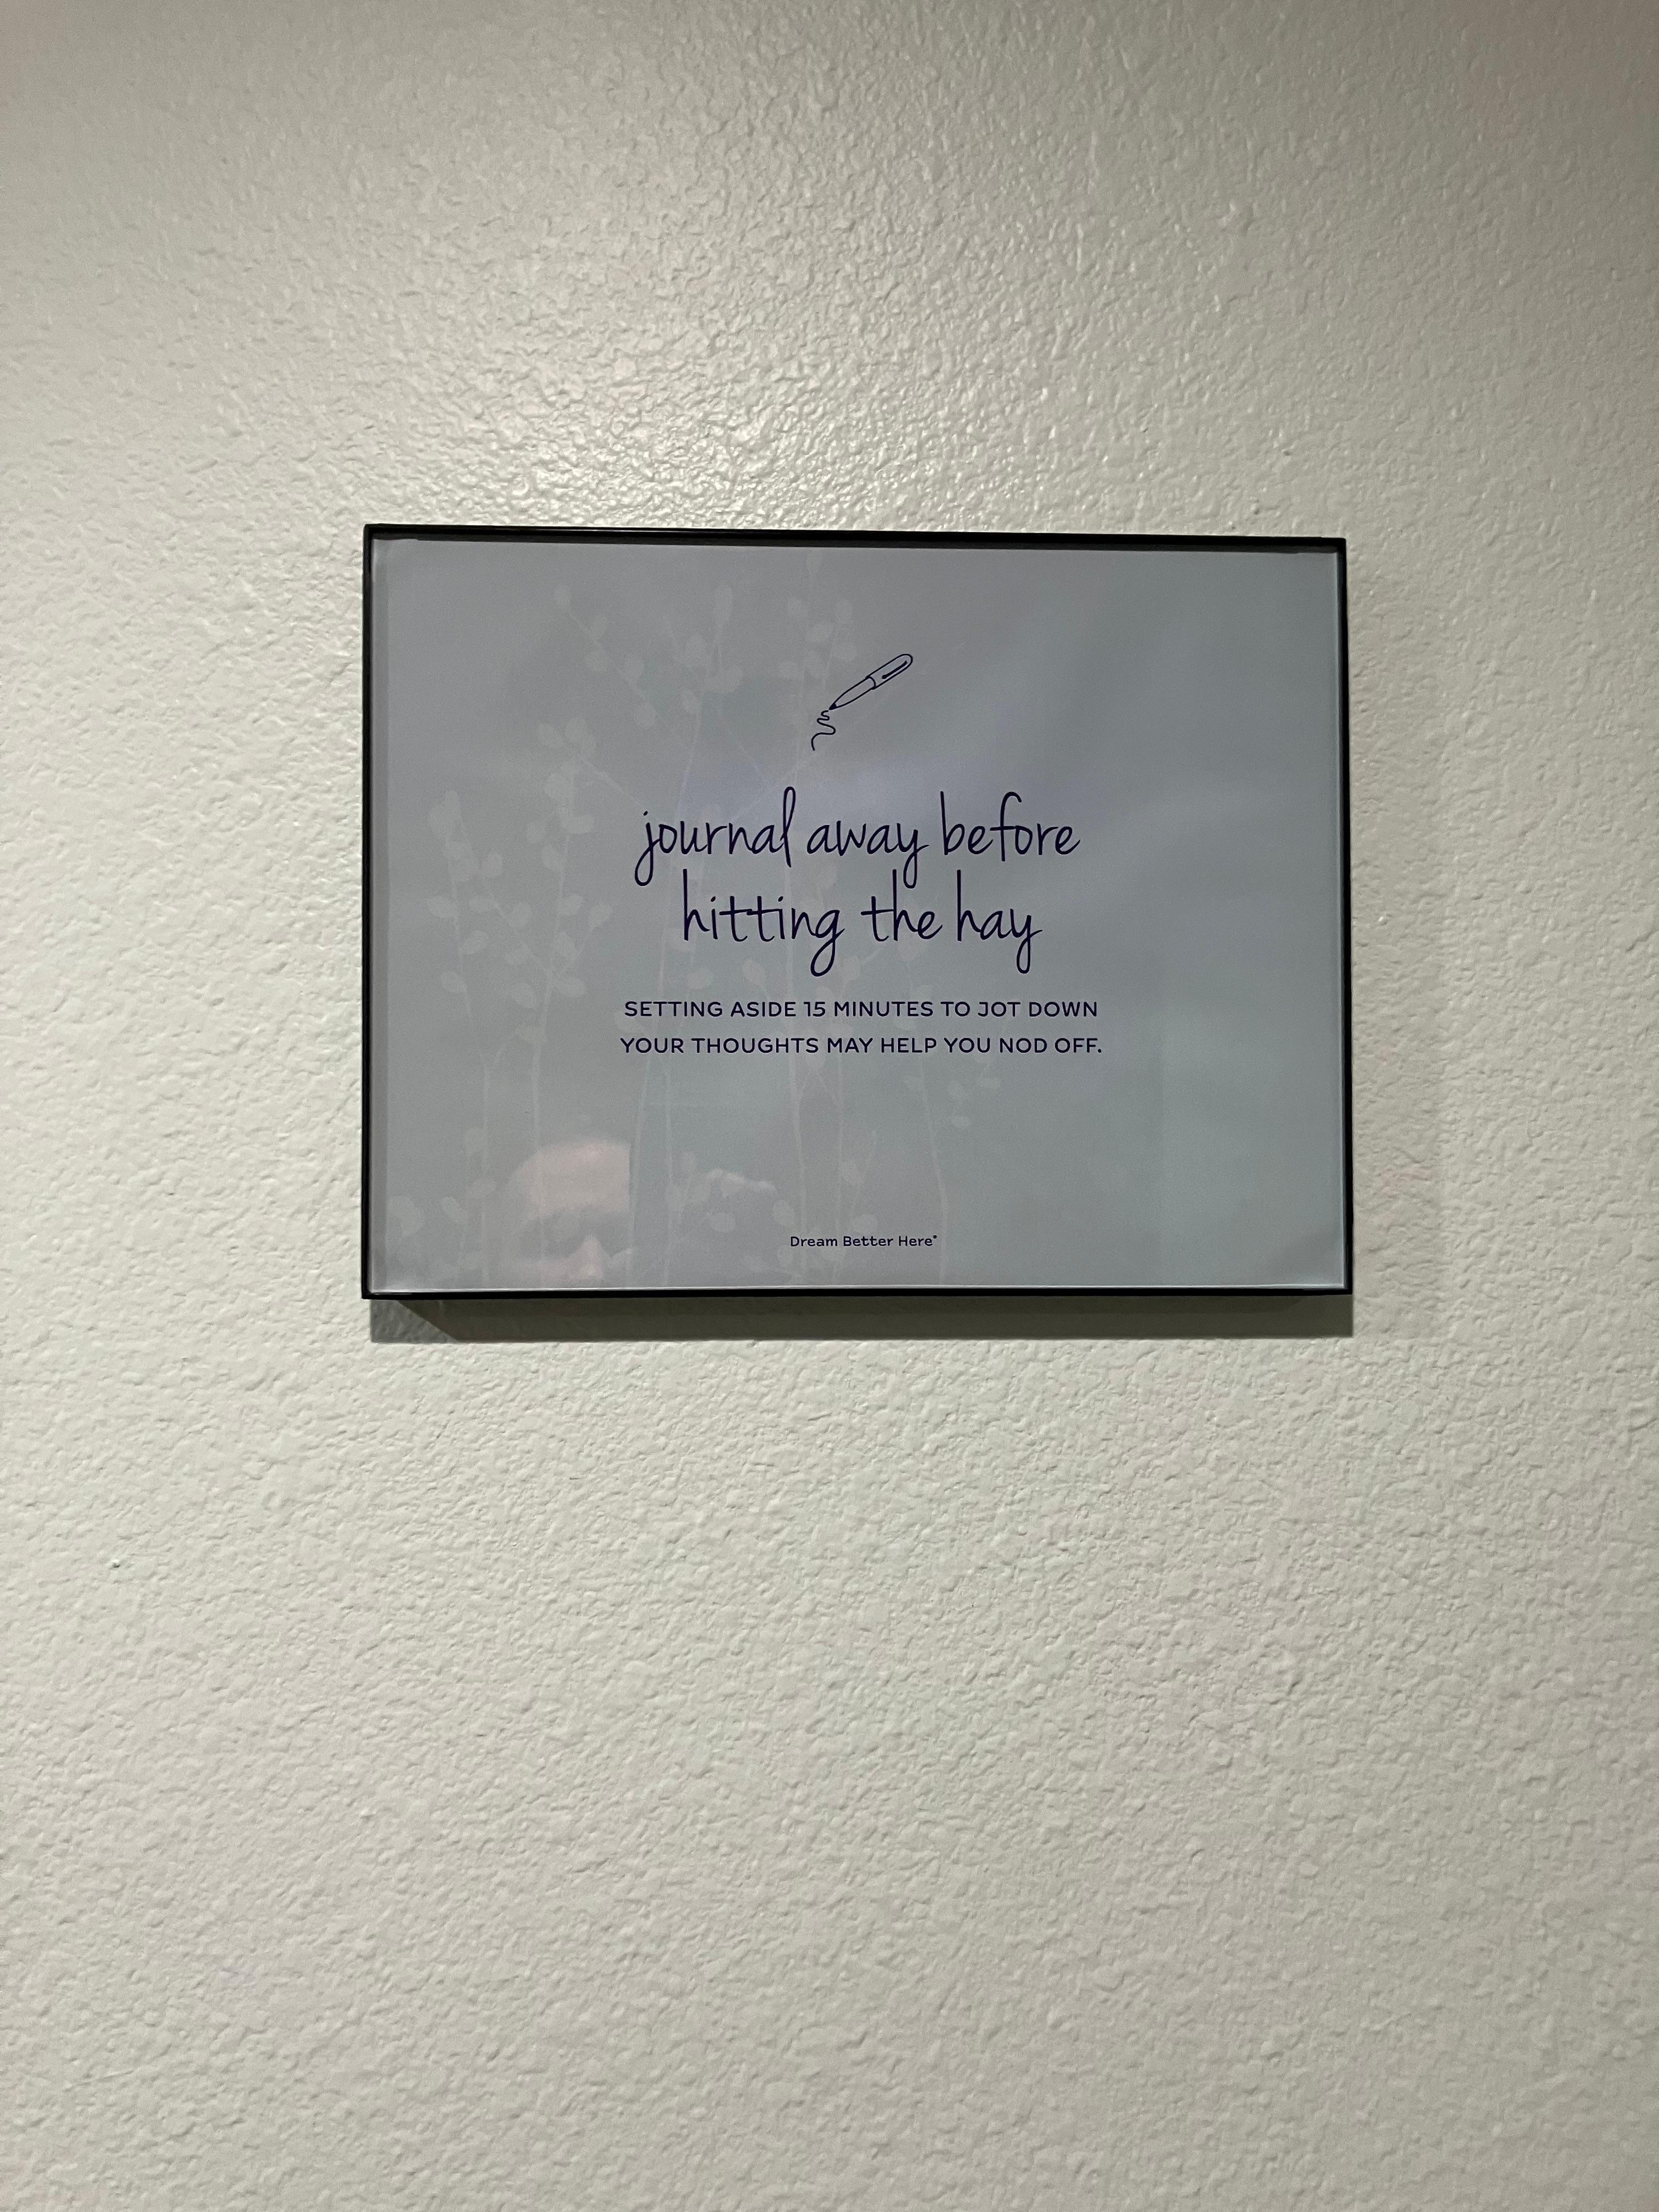 journal away before
hitting the hay
SETTING ASIDE 15 MINUTES TO JOT DOWN
YOUR THOUGHTS MAY HELP YOU NOD OFF.
Dream Better Here®